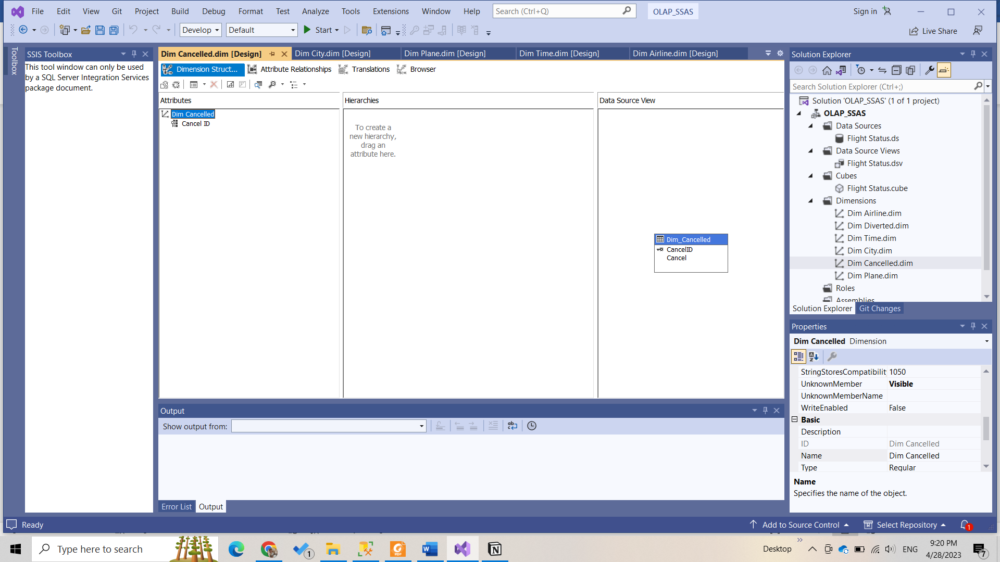 File Edit View Git Project Build Debug Format Test Analyze Tools Extensions Window Help Search (Ctrl+Q) OLAP_SSAS Sign in
Develop Default Start Live Share
Toolbox
SSIS Toolbox
This tool window can only be used
by a SQL Server Integration Services
package document.
Dim Cancelled.dim [Design] Dim City.dim [Design] Dim Plane.dim [Design] Dim Time.dim [Design] Dim Airline.dim [Design]
Dimension Struct... Attribute Relationships Translations Browser
Attributes
Dim Cancelled
Cancel ID
Hierarchies
To create a
new hierarchy,
drag an
attribute here.
Data Source View
Dim_Cancelled
CancelID
Cancel
Output
Show output from:
Error List Output
Solution Explorer
Search Solution Explorer (Ctrl+;)
Solution 'OLAP_SSAS' (1 of 1 project)
OLAP_SSAS
Data Sources
Flight Status.ds
Data Source Views
Flight Status.dsv
Cubes
Flight Status.cube
Dimensions
Dim Airline.dim
Dim Diverted.dim
Dim Time.dim
Dim City.dim
Dim Cancelled.dim
Dim Plane.dim
Roles
Assemblies
Solution Explorer Git Changes
Properties
Dim Cancelled Dimension
StringStoresCompatibilit 1050
UnknownMember Visible
UnknownMemberName
WriteEnabled False
Basic
Description
ID Dim Cancelled
Name Dim Cancelled
Type Regular
Name
Specifies the name of the object.
Ready Add to Source Control Select Repository 1
Type here to search 1 Desktop ENG 9:20 PM
4/28/2023 7